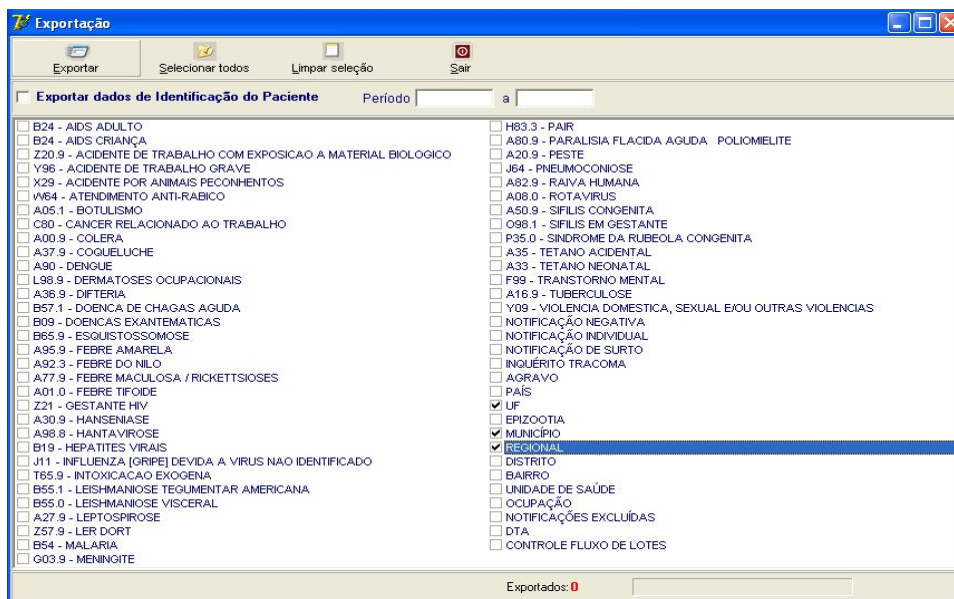 Exportação
Exportar Selecionar todos Limpar seleção Sair
Exportar dados de Identificação do Paciente Período a
B24 - AIDS ADULTO
B24 - AIDS CRIANÇA
Z20.9 - ACIDENTE DE TRABALHO COM EXPOSICAO A MATERIAL BIOLOGICO
Y96 - ACIDENTE DE TRABALHO GRAVE
X29 - ACIDENTE POR ANIMAIS PECONHENTOS
W64 - ATENDIMENTO ANTI-RABICO
A05.1 - BOTULISMO
C80 - CANCER RELACIONADO AO TRABALHO
A00.9 - COLERA
A37.9 - COQUELUCHE
A90 - DENGUE
L98.9 - DERMATOSES OCUPACIONAIS
A36.9 - DIFTERIA
B57.1 - DOENCA DE CHAGAS AGUDA
B09 - DOENCAS EXANTEMATICAS
B65.9 - ESQUISTOSSOMOSE
A95.9 - FEBRE AMARELA
A92.3 - FEBRE DO NILO
A77.9 - FEBRE MACULOSA / RICKETTSIOSES
A01.0 - FEBRE TIFOIDE
Z21 - GESTANTE HIV
A30.9 - HANSENIASE
A98.8 - HANTAVIROSE
B19 - HEPATITES VIRAIS
J11 - INFLUENZA [GRIPE] DEVIDA A VIRUS NAO IDENTIFICADO
T65.9 - INTOXICACAO EXOGENA
B55.1 - LEISHMANIOSE TEGUMENTAR AMERICANA
B55.0 - LEISHMANIOSE VISCERAL
A27.9 - LEPTOSPIROSE
Z57.9 - LER DORT
B54 - MALARIA
G03.9 - MENINGITE
H83.3 - PAIR
A80.9 - PARALISIA FLACIDA AGUDA POLIOMIELITE
A20.9 - PESTE
J64 - PNEUMOCONIOSE
A82.9 - RAIVA HUMANA
A08.0 - ROTAVIRUS
A50.9 - SIFILIS CONGENITA
O98.1 - SIFILIS EM GESTANTE
P35.0 - SINDROME DA RUBEOLA CONGENITA
A35 - TETANO ACIDENTAL
A33 - TETANO NEONATAL
F99 - TRANSTORNO MENTAL
A16.9 - TUBERCULOSE
Y09 - VIOLENCIA DOMESTICA, SEXUAL E/OU OUTRAS VIOLENCIAS
NOTIFICAÇÃO NEGATIVA
NOTIFICAÇÃO INDIVIDUAL
NOTIFICAÇÃO DE SURTO
INQUÉRITO TRACOMA
AGRAVO
PAÍS
UF
EPIZOOTIA
MUNICÍPIO
REGIONAL
DISTRITO
BAIRRO
UNIDADE DE SAÚDE
OCUPAÇÃO
NOTIFICAÇÕES EXCLUÍDAS
DTA
CONTROLE FLUXO DE LOTES
Exportados: 0